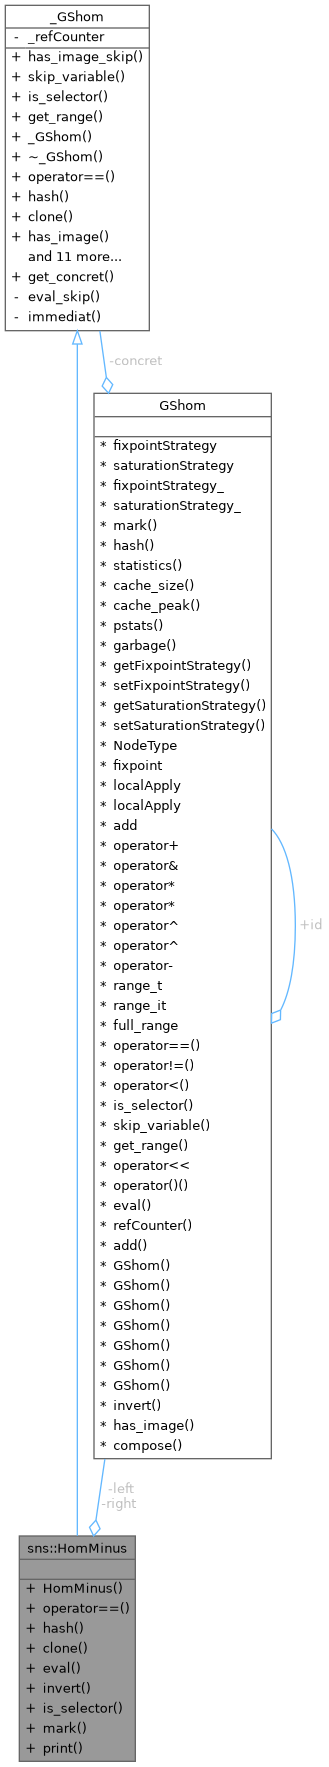 _GShom
- _refCounter
+ has_image_skip()
+ skip_variable()
+ is_selector()
+ get_range()
+ _GShom()
+ ~_GShom()
+ operator==()
+ hash()
+ clone()
+ has_image()
and 11 more...
+ get_concret()
- eval_skip()
- immediat()
-concret
GShom
* fixpointStrategy
* saturationStrategy
* fixpointStrategy_
* saturationStrategy_
* mark()
* hash()
* statistics()
* cache_size()
* cache_peak()
* pstats()
* garbage()
* getFixpointStrategy()
* setFixpointStrategy()
* getSaturationStrategy()
* setSaturationStrategy()
* NodeType
* fixpoint
* localApply
* localApply
* add
* operator+
* operator&
* operator*
* operator*
* operator^
* operator^
* operator-
* range_t
* range_it
* full_range
* operator==()
* operator!=()
* operator<()
* is_selector()
* skip_variable()
* get_range()
* operator<<
* operator()()
* eval()
* refCounter()
* add()
* GShom()
* GShom()
* GShom()
* GShom()
* GShom()
* GShom()
* GShom()
* invert()
* has_image()
* compose()
+id
-left
-right
sns::HomMinus
+ HomMinus()
+ operator==()
+ hash()
+ clone()
+ eval()
+ invert()
+ is_selector()
+ mark()
+ print()